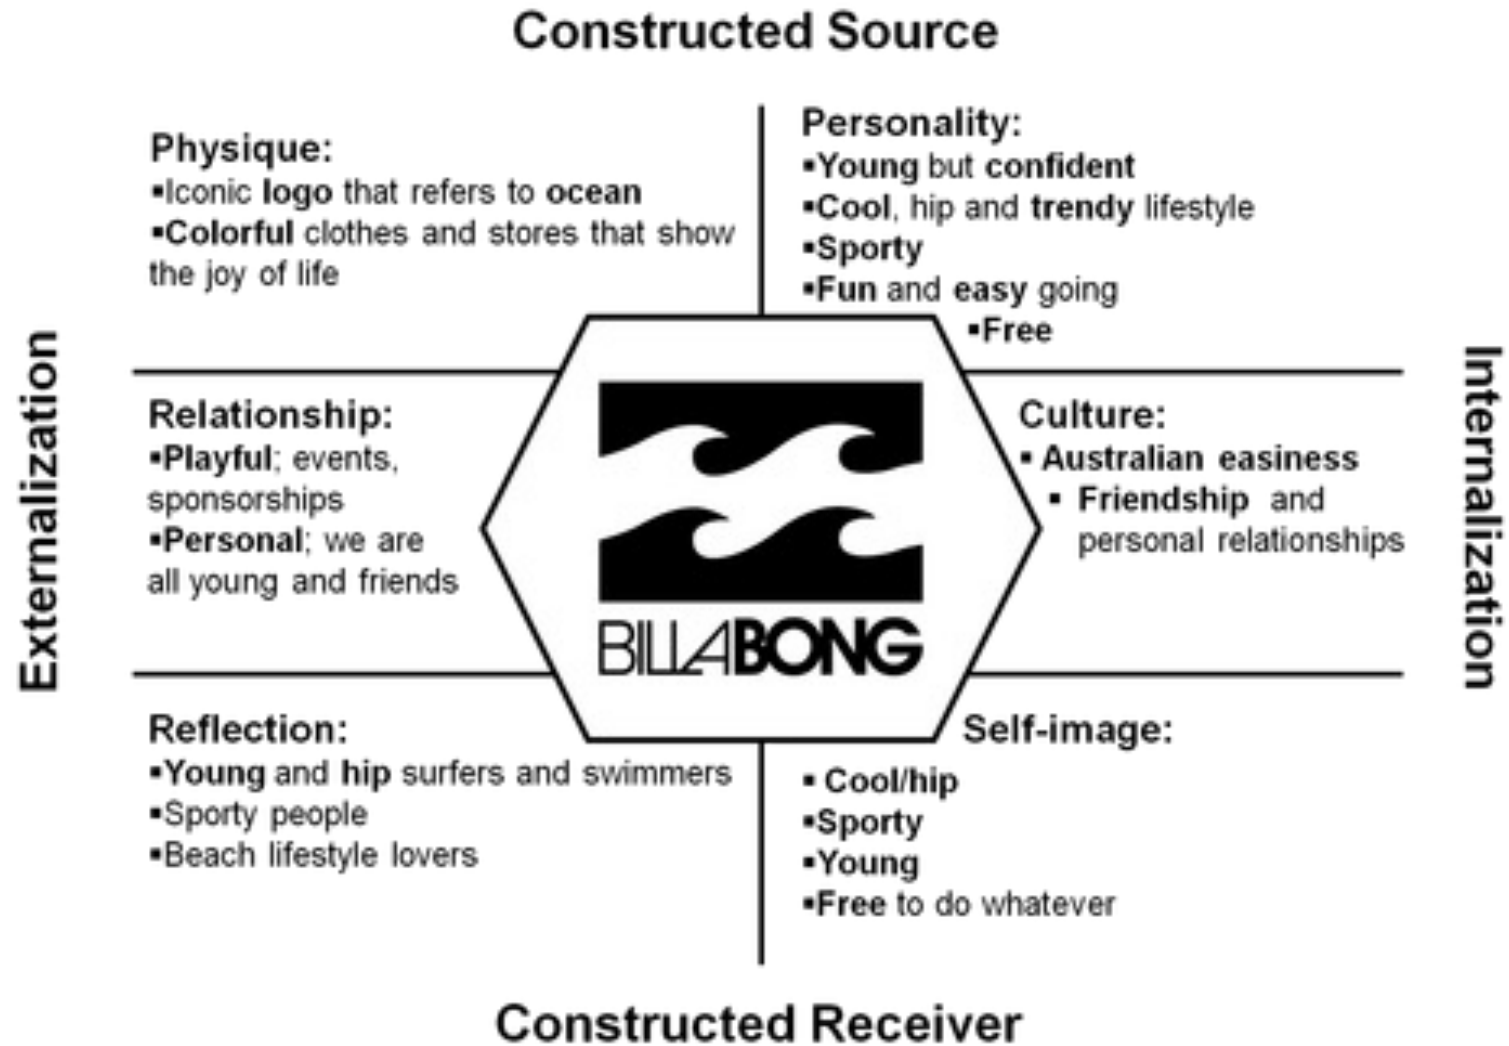 Constructed Source
Physique:
▪Iconic logo that refers to ocean
▪Colorful clothes and stores that show
the joy of life
Personality:
▪Young but confident
▪Cool, hip and trendy lifestyle
▪Sporty
▪Fun and easy going
▪Free
Externalization
Relationship:
▪Playful; events,
sponsorships
▪Personal; we are
all young and friends
BILLABONG
Culture:
▪ Australian easiness
▪ Friendship and
personal relationships
Internalization
Reflection:
▪Young and hip surfers and swimmers
▪Sporty people
▪Beach lifestyle lovers
Self-image:
▪ Cool/hip
▪Sporty
▪Young
▪Free to do whatever
Constructed Receiver